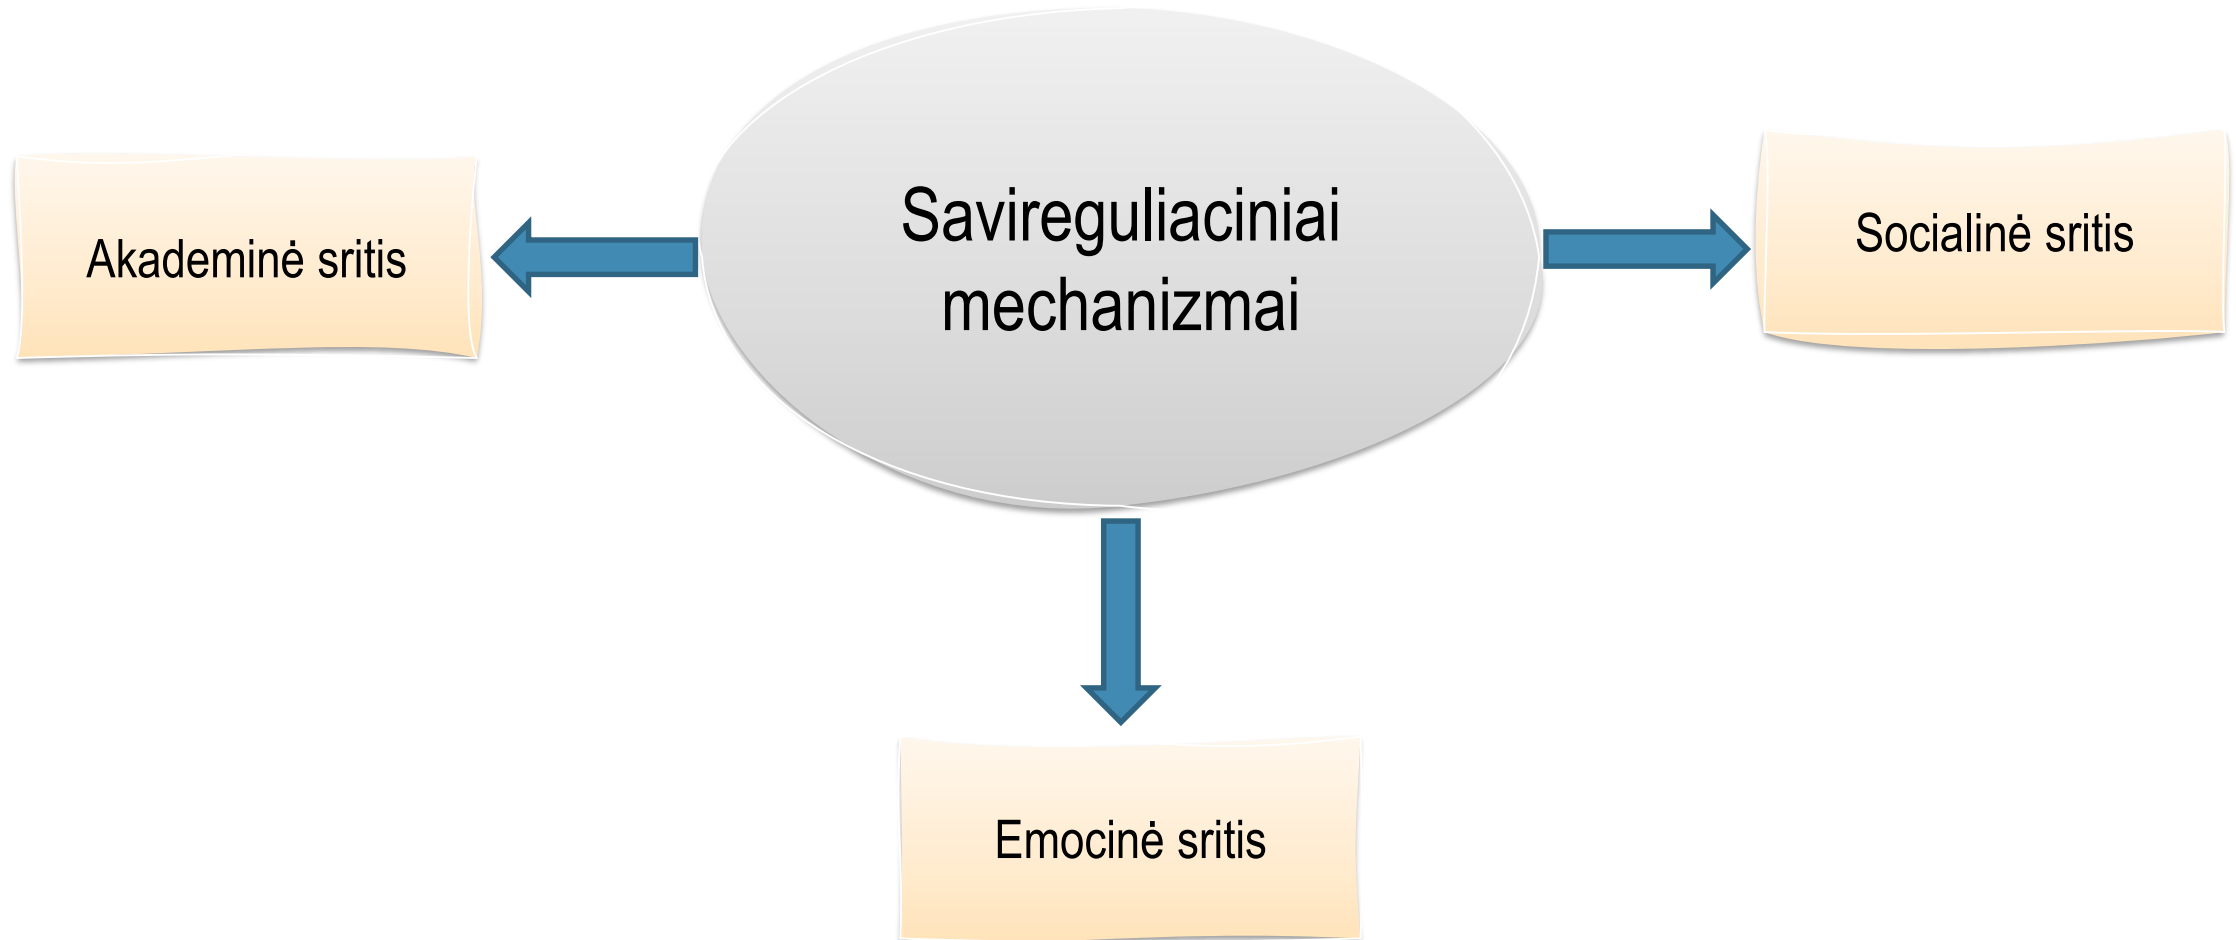 Savireguliaciniai
mechanizmai
Akademinė sritis
Socialinė sritis
Emocinė sritis